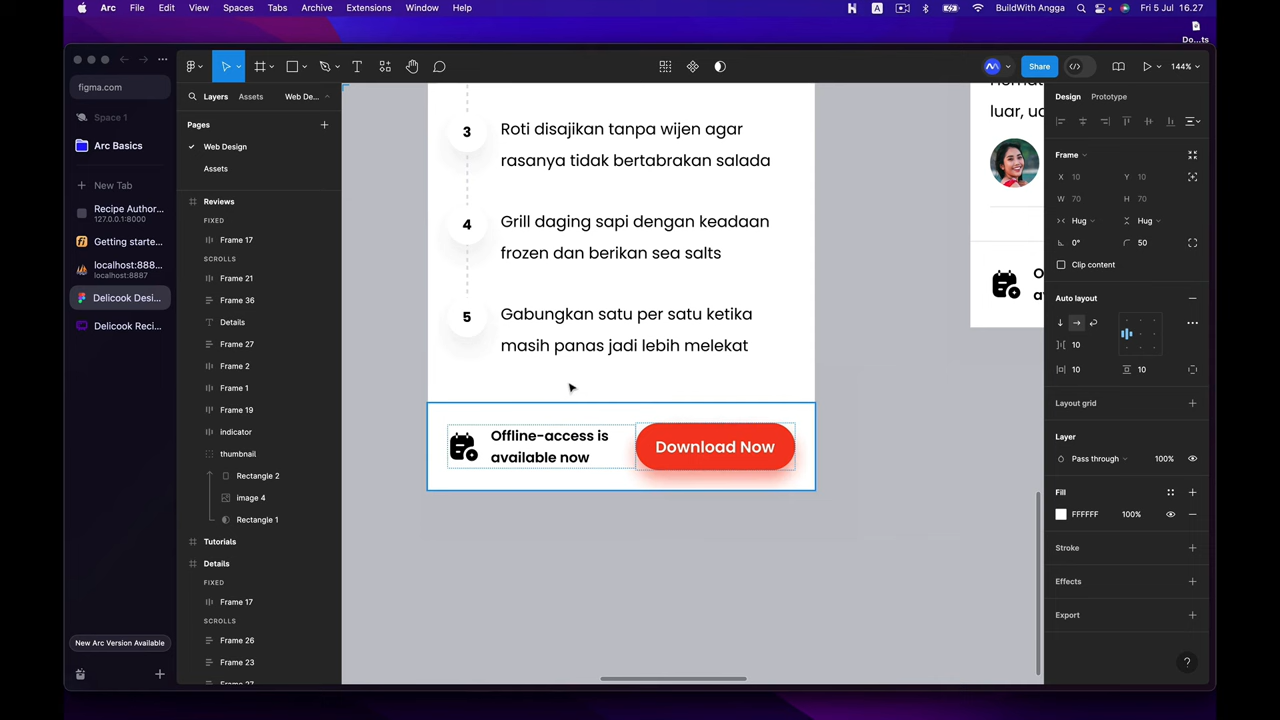 Arc File Edit View Spaces Tabs Archive Extensions Window Help
A BuildWith Angga Fri 5 Jul 16.27
Do...ts
figma.com
Space 1
Arc Basics
New Tab
Recipe Author...
127.0.0.1:8000
Getting starte...
localhost:888...
localhost:8887
Delicook Desi...
Delicook Reci...
New Arc Version Available
Share
144%
Layers Assets Web De...
Pages
Web Design
Assets
Reviews
FIXED
Frame 17
SCROLLS
Frame 21
Frame 36
Details
Frame 27
Frame 2
Frame 1
Frame 19
indicator
thumbnail
Rectangle 2
image 4
Rectangle 1
Tutorials
Details
FIXED
Frame 17
SCROLLS
Frame 26
Frame 23
3
Roti disajikan tanpa wijen agar
rasanya tidak bertabrakan salada
4
Grill daging sapi dengan keadaan
frozen dan berikan sea salts
5
Gabungkan satu per satu ketika
masih panas jadi lebih melekat
Offline-access is
available now
Download Now
luar,
Design Prototype
Frame
X 10 Y 10
W 70 H 70
Hug Hug
0° 50
Clip content
Auto layout
10
10 10
Layout grid
Layer
Pass through 100%
Fill
FFFFFF 100%
Stroke
Effects
Export
?